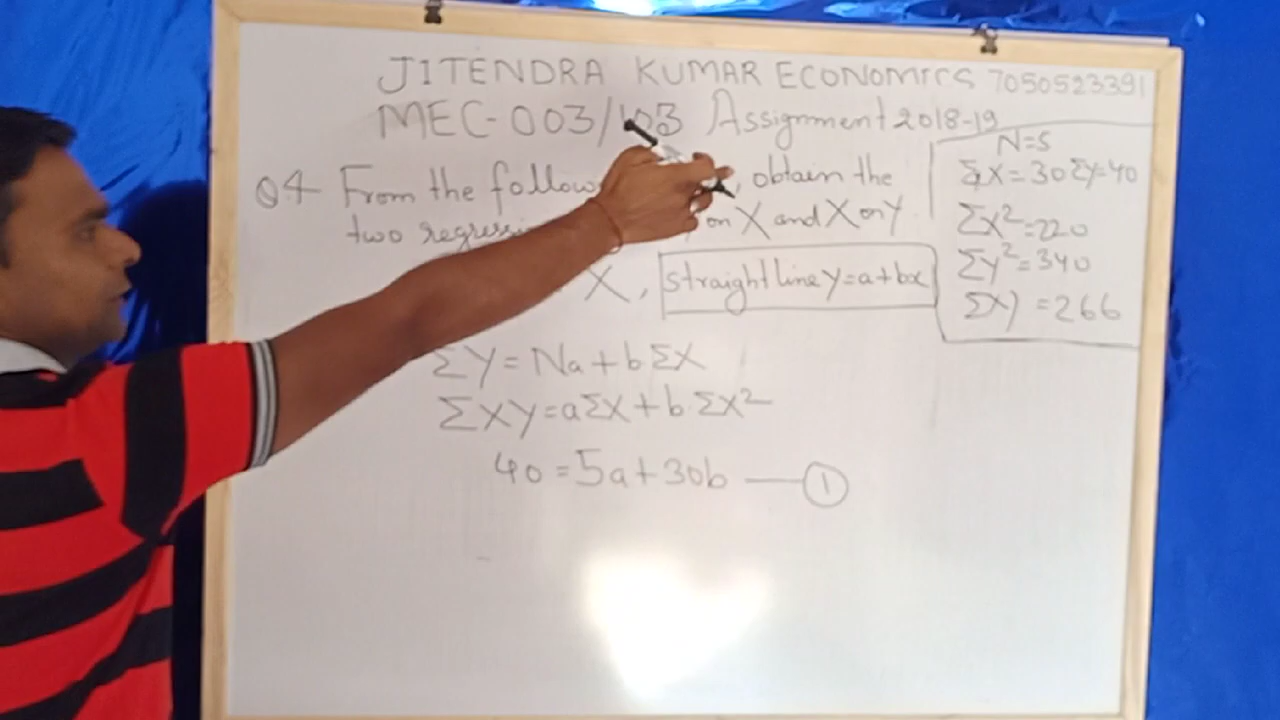 JITENDRA KUMAR ECONOMICS 7050523391
MEC-003/103 Assignment 2018-19
Q4 From the , obtain the
two on X and X on Y.
X, straight line Y=a+bx
ΣY=Na+bΣX
ΣXY=aΣX+b.ΣX²
40=5a+30b — ①
N=5
ΣX=30 ΣY=40
ΣX²=220
ΣY²=340
ΣXY=266